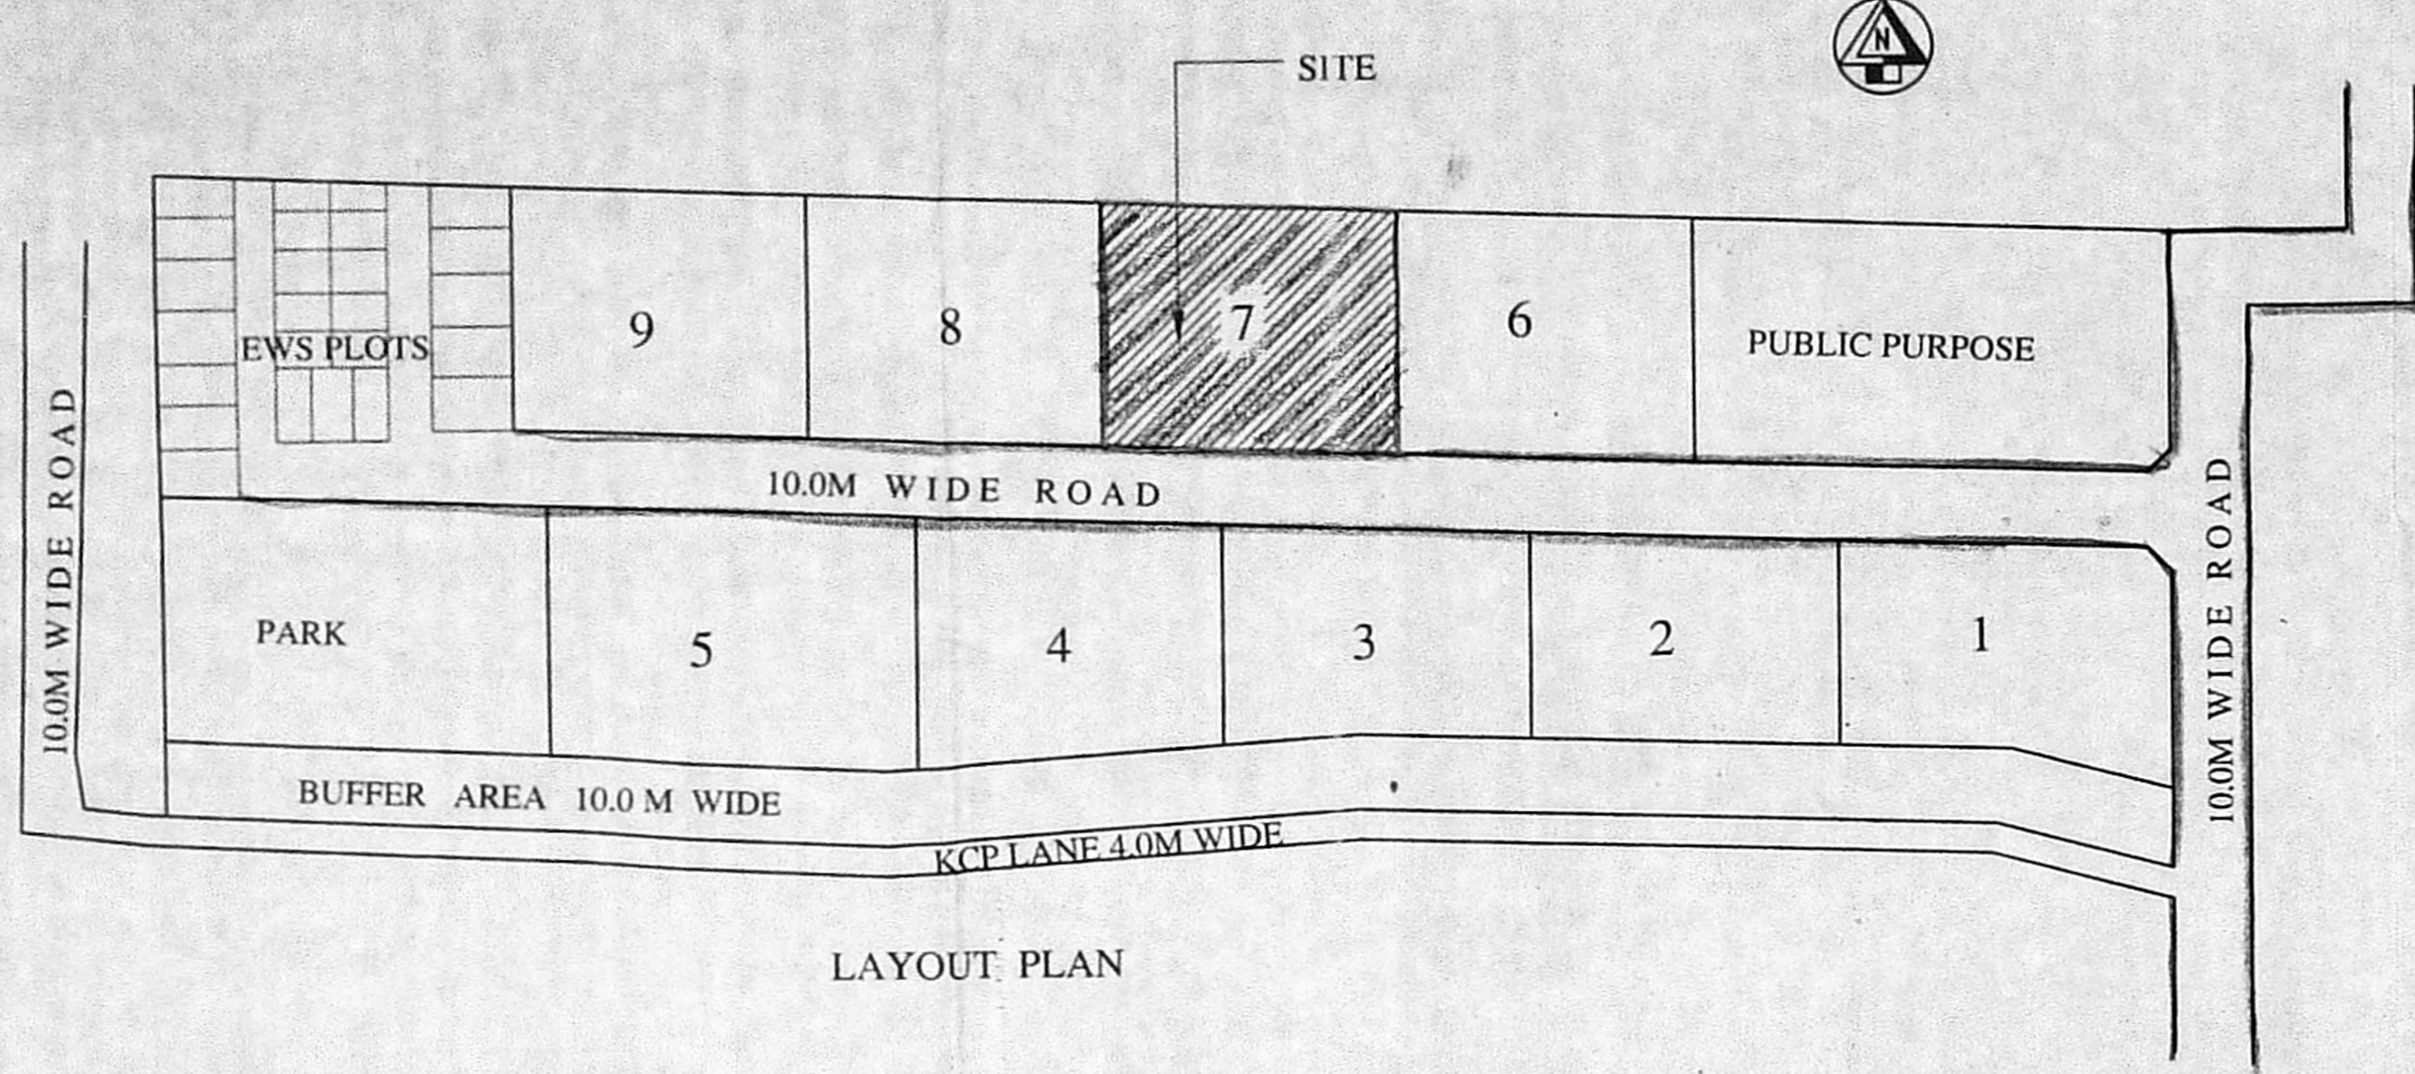 N
SITE
9
8
7
6
PUBLIC PURPOSE
EWS PLOTS
10.0M WIDE ROAD
10.0M WIDE ROAD
10.0M WIDE ROAD
PARK
5
4
3
2
1
BUFFER AREA 10.0 M WIDE
KCP LANE 4.0M WIDE
LAYOUT PLAN